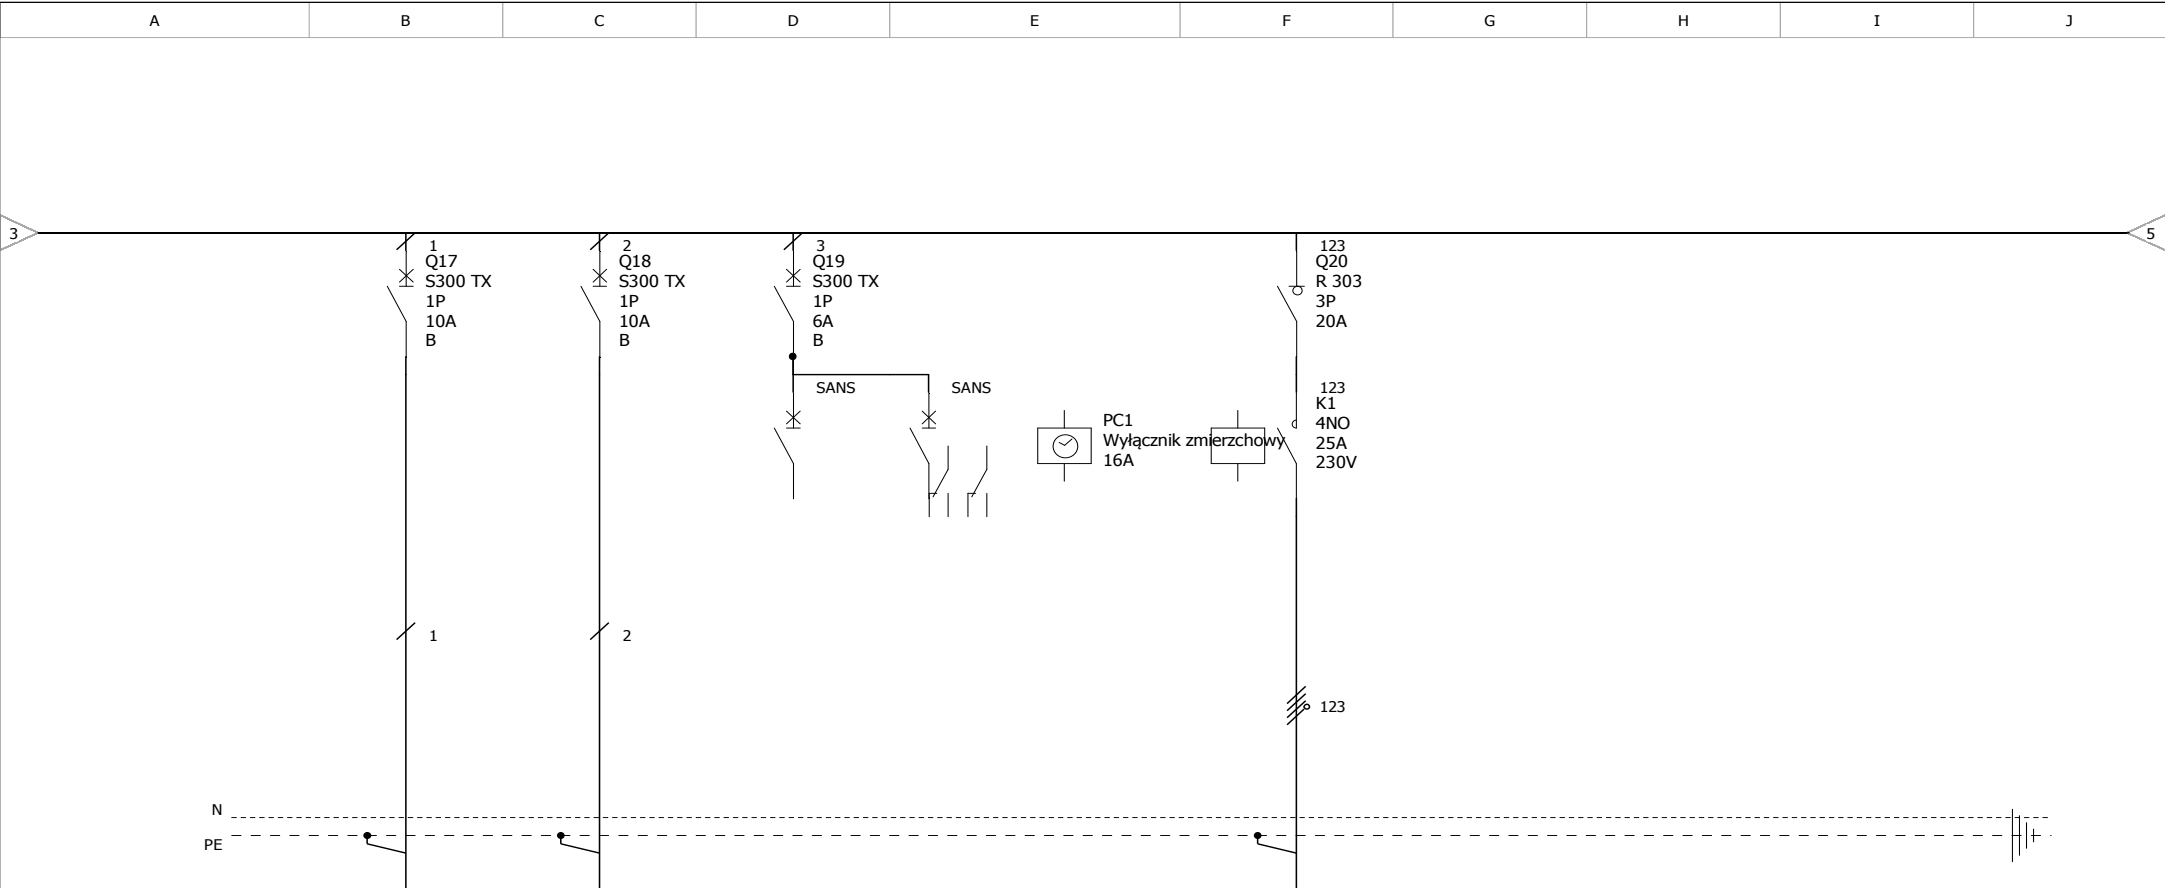 A B C D E F G H I J
3
5
1
Q17
S300 TX
1P
10A
B
2
Q18
S300 TX
1P
10A
B
3
Q19
S300 TX
1P
6A
B
123
Q20
R 303
3P
20A
SANS
SANS
PC1
Wyłącznik zmierzchowy
16A
123
K1
4NO
25A
230V
1
2
123
N
PE